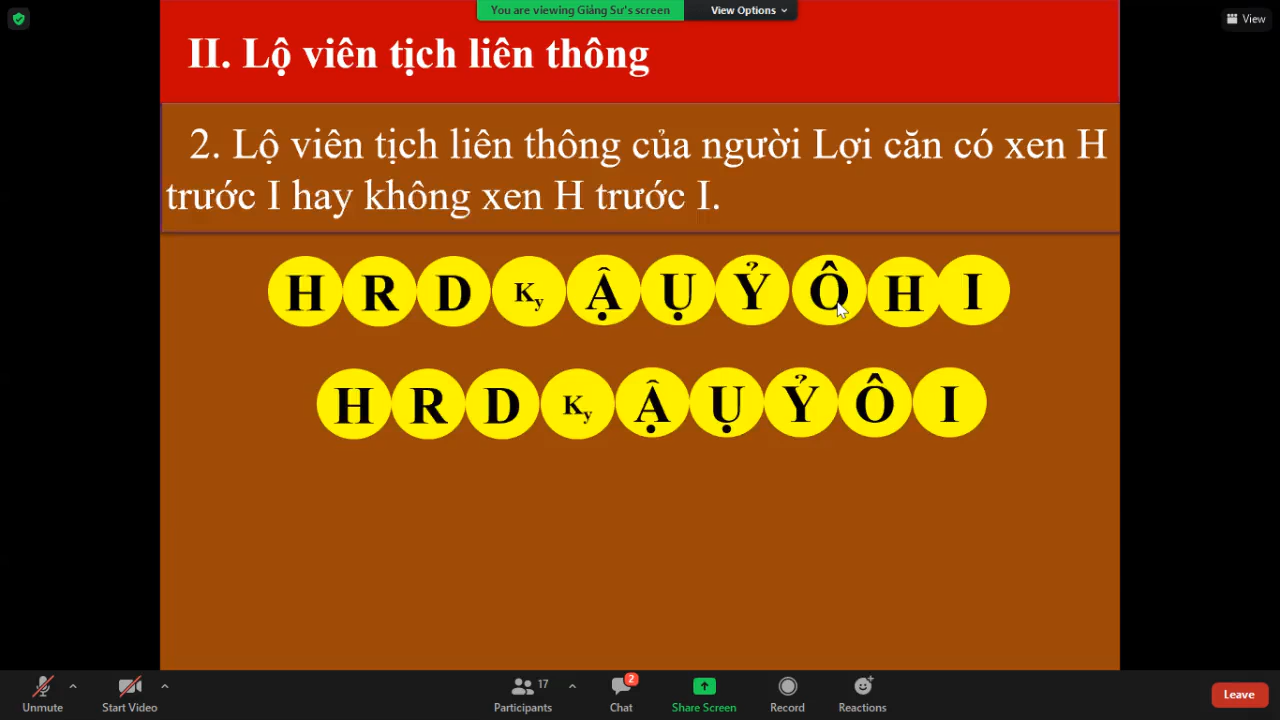 You are viewing Giảng Sư's screen
View Options
View
II. Lộ viên tịch liên thông
2. Lộ viên tịch liên thông của người Lợi căn có xen H
trước I hay không xen H trước I.
H R D Ky Ậ Ụ Ỷ Ô H I
H R D Ky Ậ Ụ Ỷ Ô I
17
2
Unmute
Start Video
Participants
Chat
Share Screen
Record
Reactions
Leave